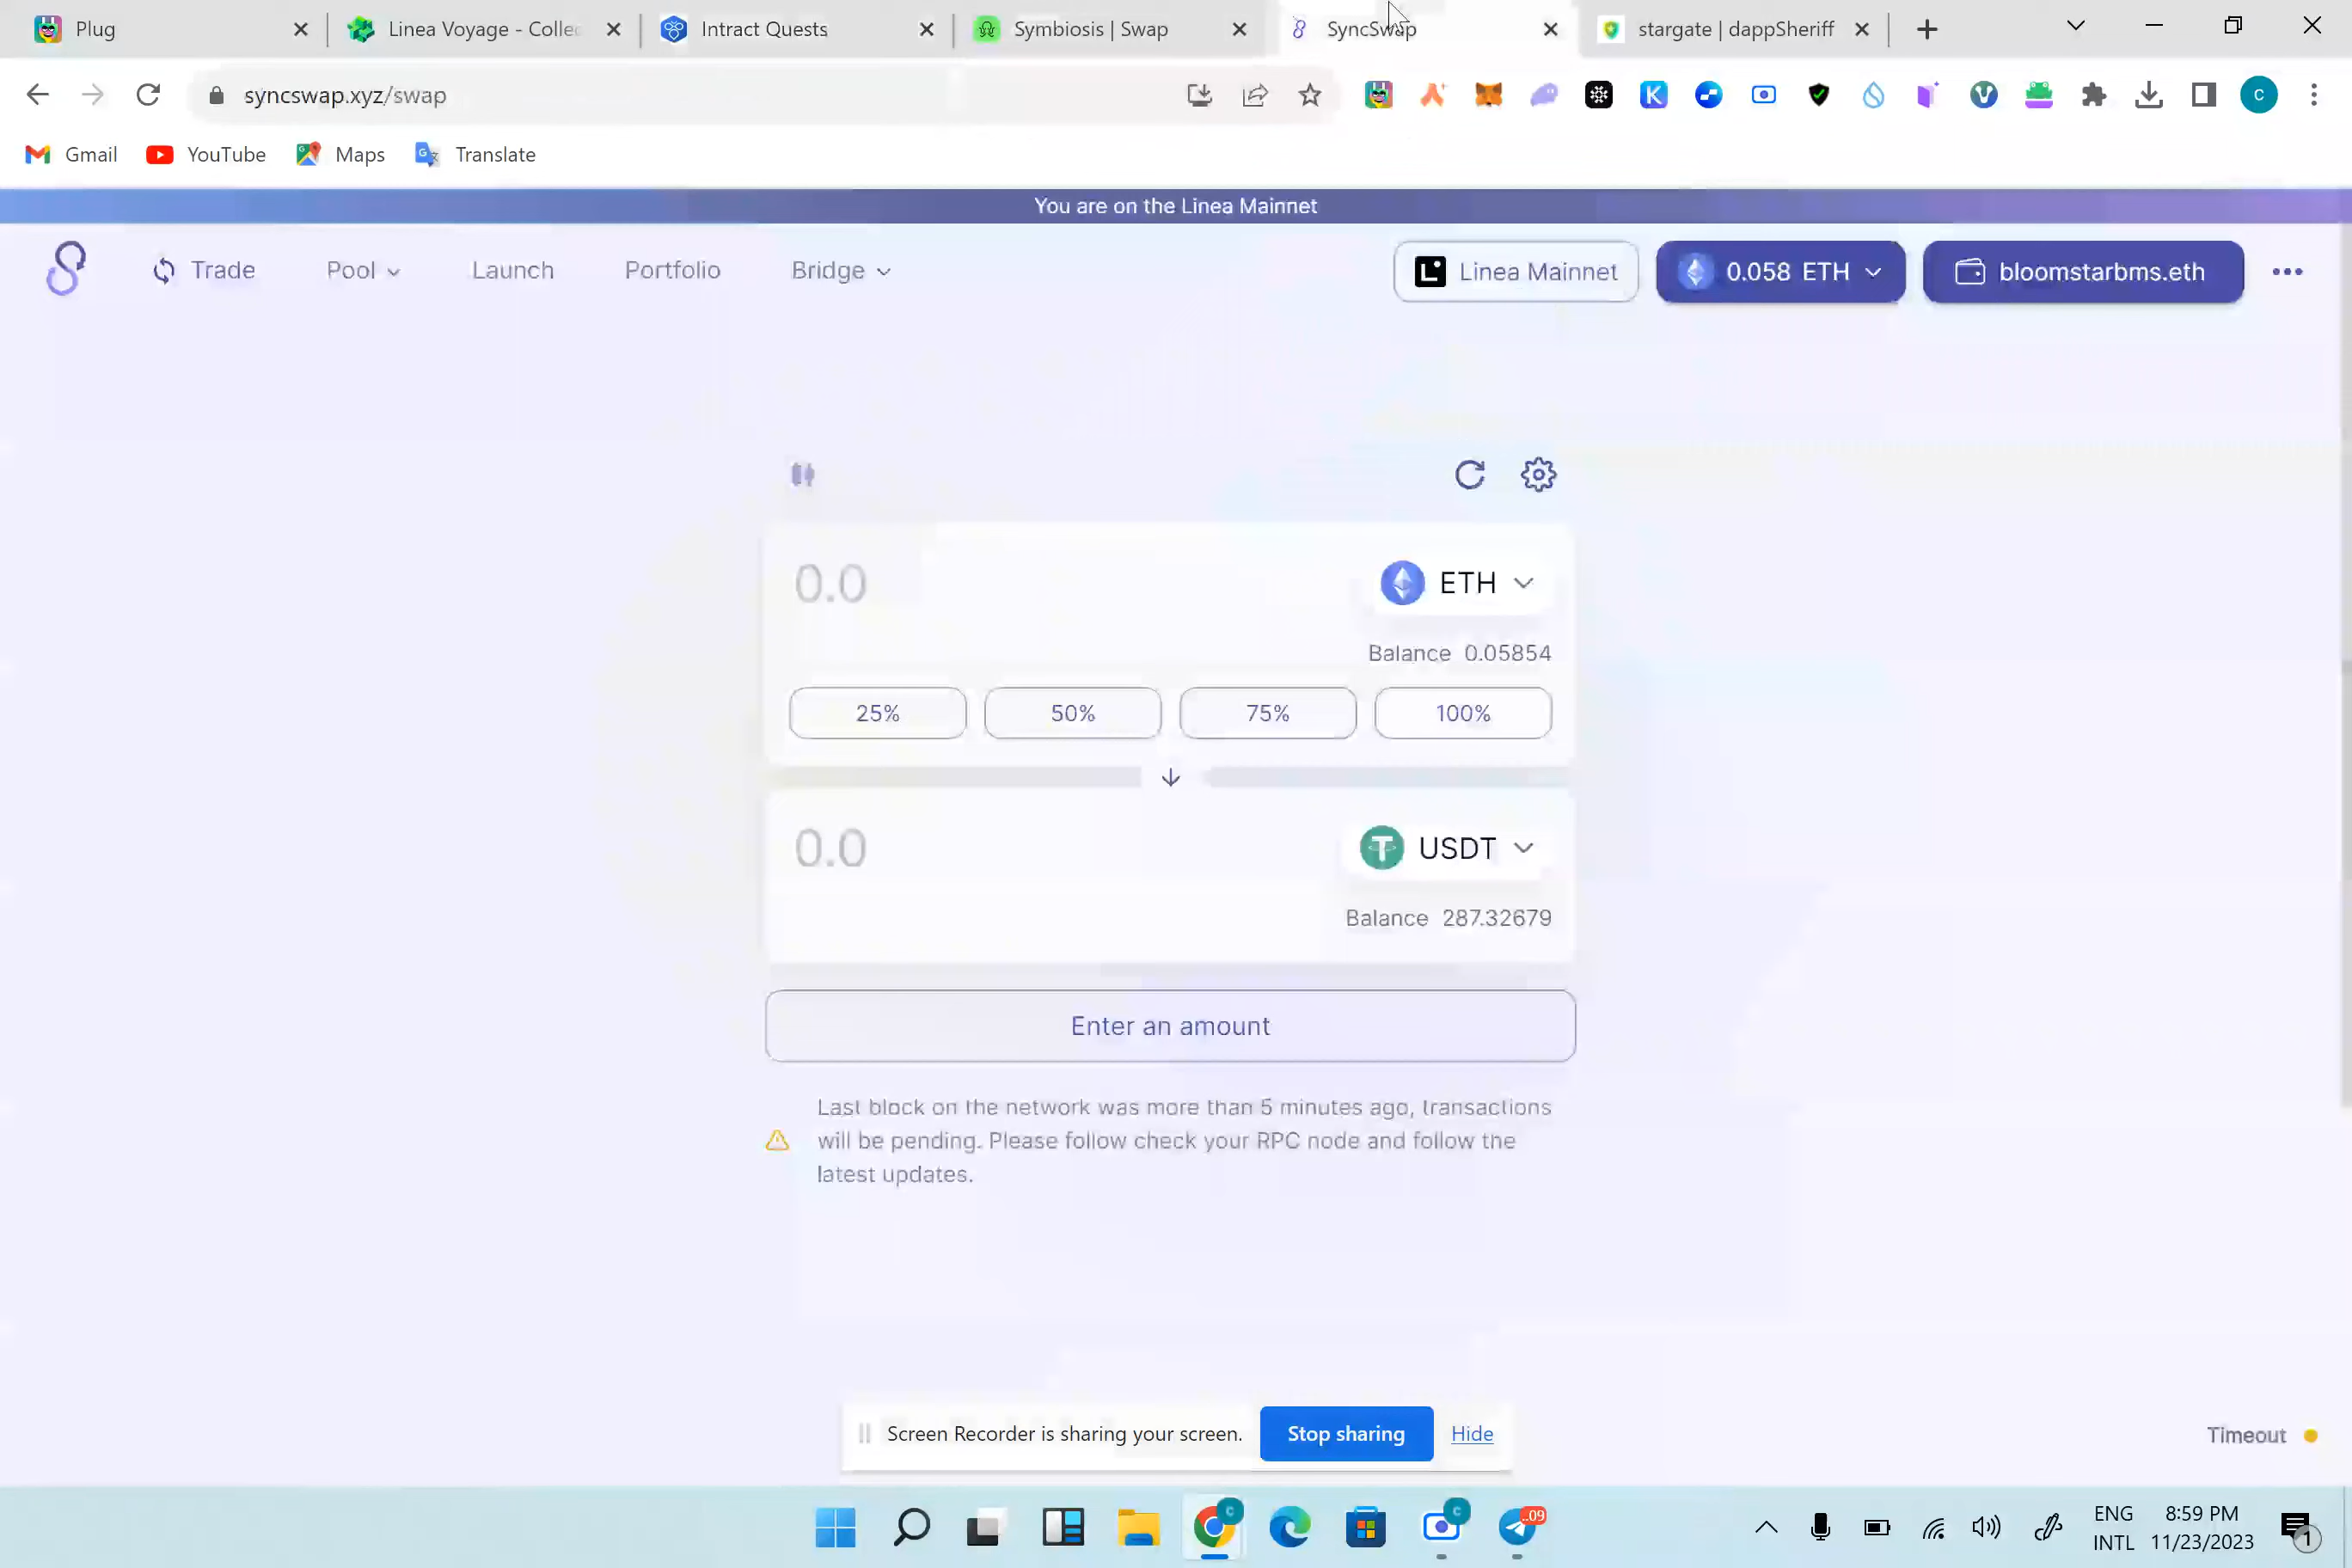 Plug
Linea Voyage - Collec
Intract Quests
Symbiosis | Swap
SyncSwap
stargate | dappSheriff
syncswap.xyz/swap
C
Gmail
YouTube
Maps
Translate
You are on the Linea Mainnet
Trade
Pool
Launch
Portfolio
Bridge
Linea Mainnet
0.058 ETH
bloomstarbms.eth
0.0
ETH
Balance 0.05854
25%
50%
75%
100%
0.0
USDT
Balance 287.32679
Enter an amount
Last block on the network was more than 5 minutes ago, transactions
will be pending. Please follow check your RPC node and follow the
latest updates.
Screen Recorder is sharing your screen.
Stop sharing
Hide
Timeout
C
C
..09
ENG
INTL
8:59 PM
11/23/2023
1